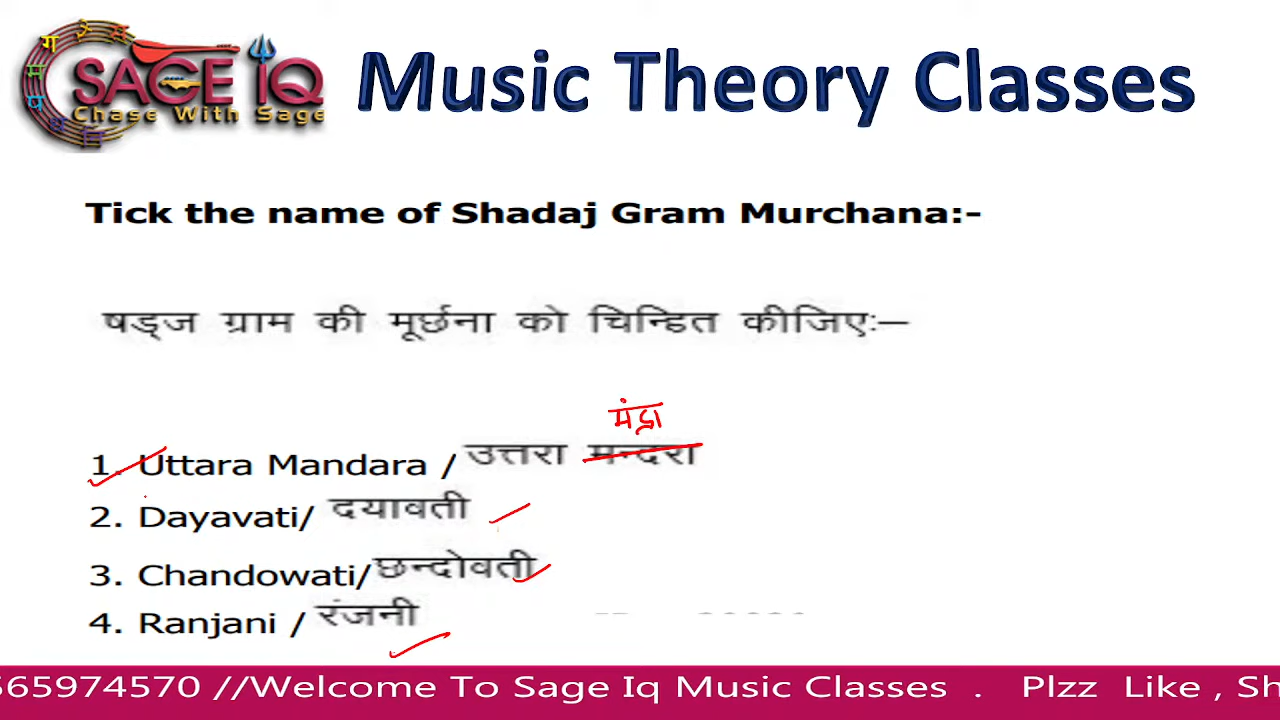 SAGE IQ
Chase With Sage
Music Theory Classes
Tick the name of Shadaj Gram Murchana:-
षड्ज ग्राम की मूर्छना को चिन्डित कीजिएः–
मंद्रा
1. Uttara Mandara / उत्तरा मन्दरा
2. Dayavati/ दयावती
3. Chandowati/छन्दोवती
4. Ranjani / रंजनी
565974570 //Welcome To Sage Iq Music Classes . Plzz Like , Sh